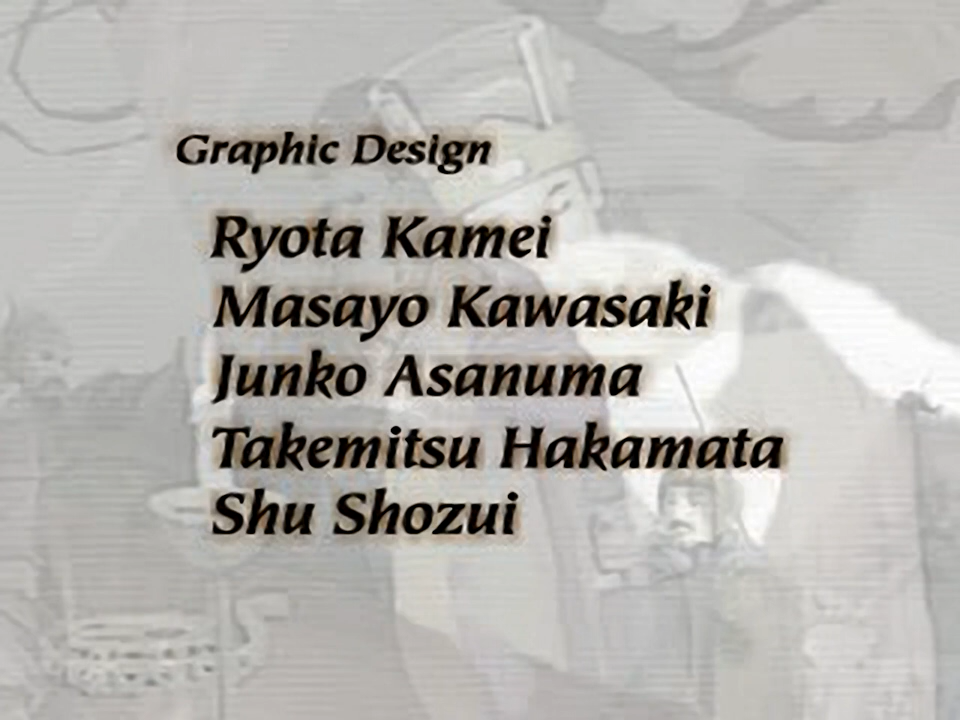 Graphic Design
Ryota Kamei
Masayo Kawasaki
Junko Asanuma
Takemitsu Hakamata
Shu Shozui